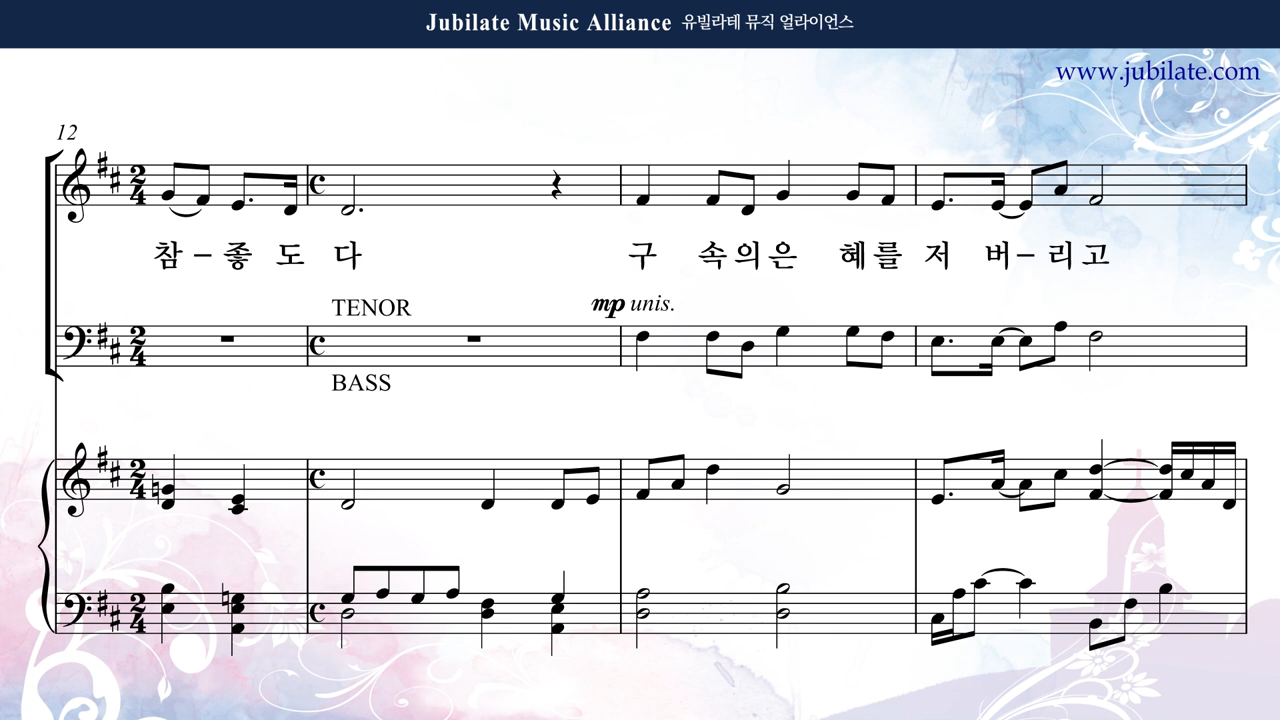 Jubilate Music Alliance 유빌라테 뮤직 얼라이언스
www.jubilate.com
12
참 – 좋 도 다 구 속 의 은 혜 를 저 버 – 리 고
TENOR mp unis.
BASS